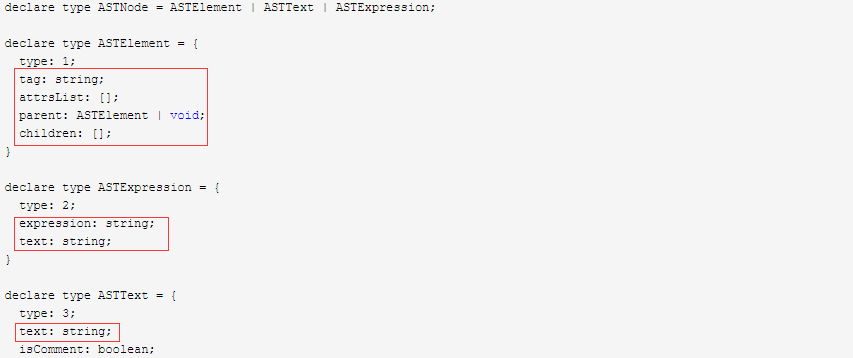 declare type ASTNode = ASTElement | ASTText | ASTExpression;
declare type ASTElement = {
type: 1;
tag: string;
attrsList: [];
parent: ASTElement | void;
children: [];
}
declare type ASTExpression = {
type: 2;
expression: string;
text: string;
}
declare type ASTText = {
type: 3;
text: string;
isComment: boolean;